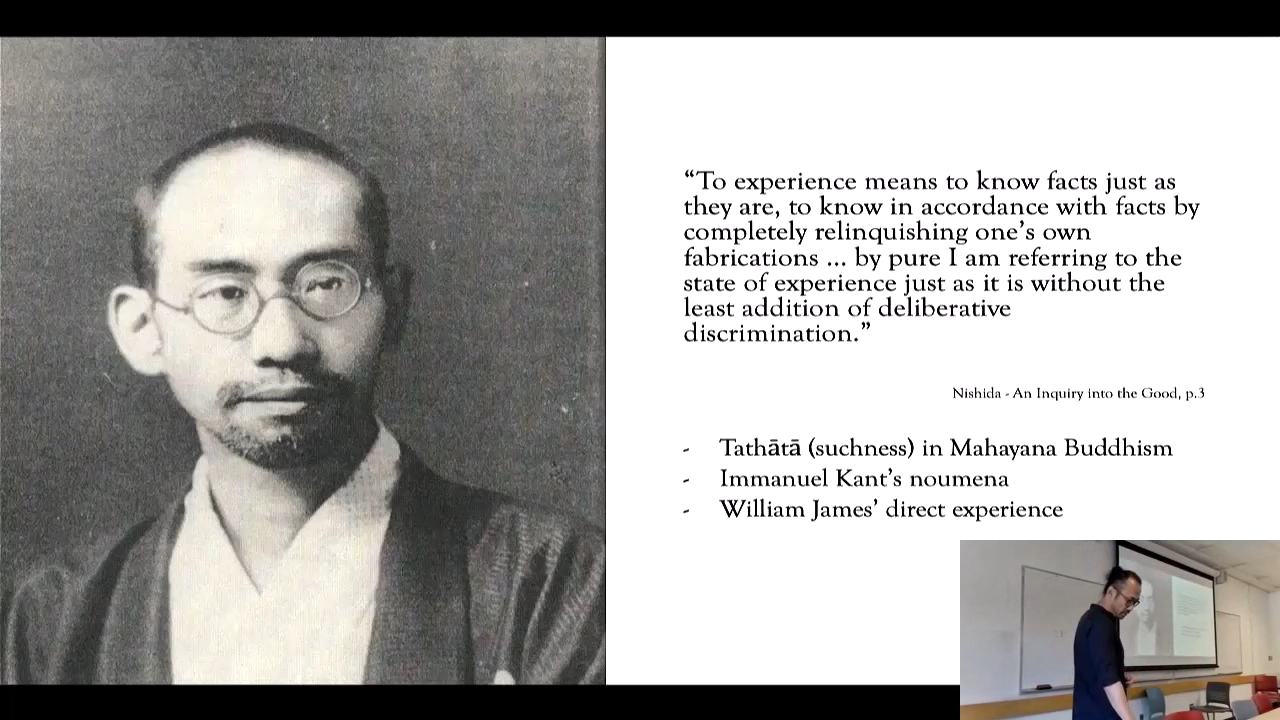 “To experience means to know facts just as
they are, to know in accordance with facts by
completely relinquishing one’s own
fabrications ... by pure I am referring to the
state of experience just as it is without the
least addition of deliberative
discrimination.”
Nishida - An Inquiry into the Good, p.3
- Tathātā (suchness) in Mahayana Buddhism
- Immanuel Kant’s noumena
- William James’ direct experience